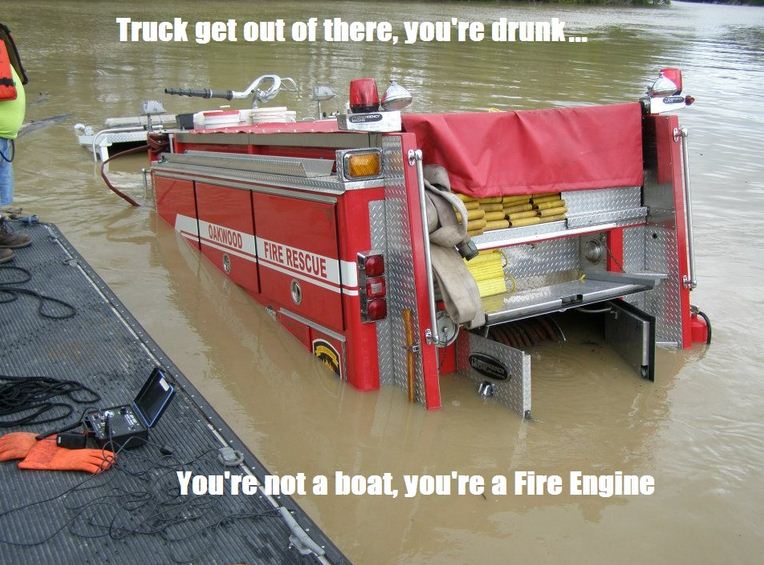 Truck get out of there, you're drunk...
OAKWOOD FIRE RESCUE
You're not a boat, you're a Fire Engine